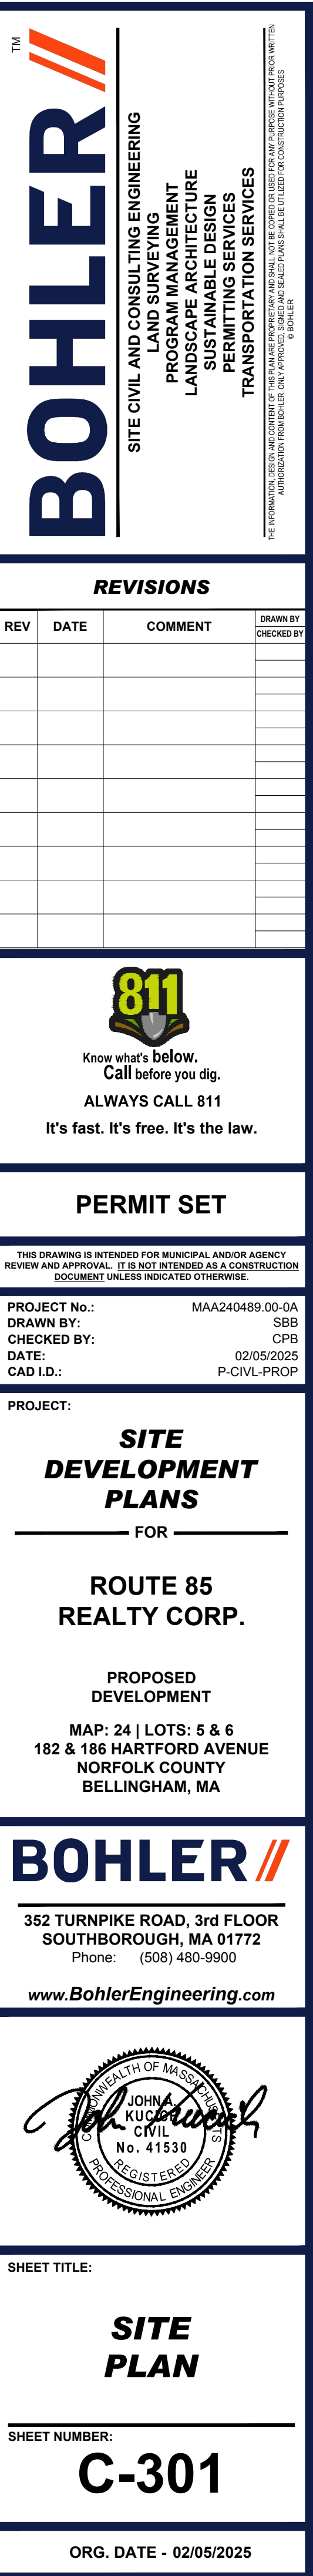 BOHLER// TM
SITE CIVIL AND CONSULTING ENGINEERING
LAND SURVEYING
PROGRAM MANAGEMENT
LANDSCAPE ARCHITECTURE
SUSTAINABLE DESIGN
PERMITTING SERVICES
TRANSPORTATION SERVICES
THE INFORMATION, DESIGN AND CONTENT OF THIS PLAN ARE PROPRIETARY AND SHALL NOT BE COPIED OR USED FOR ANY PURPOSE WITHOUT PRIOR WRITTEN
AUTHORIZATION FROM BOHLER. ONLY APPROVED, SIGNED AND SEALED PLANS SHALL BE UTILIZED FOR CONSTRUCTION PURPOSES
© BOHLER
REVISIONS
REV DATE COMMENT DRAWN BY
CHECKED BY
811
Know what's below.
Call before you dig.
ALWAYS CALL 811
It's fast. It's free. It's the law.
PERMIT SET
THIS DRAWING IS INTENDED FOR MUNICIPAL AND/OR AGENCY
REVIEW AND APPROVAL. IT IS NOT INTENDED AS A CONSTRUCTION
DOCUMENT UNLESS INDICATED OTHERWISE.
PROJECT No.: MAA240489.00-0A
DRAWN BY: SBB
CHECKED BY: CPB
DATE: 02/05/2025
CAD I.D.: P-CIVL-PROP
PROJECT:
SITE
DEVELOPMENT
PLANS
FOR
ROUTE 85
REALTY CORP.
PROPOSED
DEVELOPMENT
MAP: 24 | LOTS: 5 & 6
182 & 186 HARTFORD AVENUE
NORFOLK COUNTY
BELLINGHAM, MA
BOHLER//
352 TURNPIKE ROAD, 3rd FLOOR
SOUTHBOROUGH, MA 01772
Phone: (508) 480-9900
www.BohlerEngineering.com
COMMONWEALTH OF MASSACHUSETTS
JOHN A.
KUCICH
CIVIL
No. 41530
REGISTERED
PROFESSIONAL ENGINEER
SHEET TITLE:
SITE
PLAN
SHEET NUMBER:
C-301
ORG. DATE - 02/05/2025